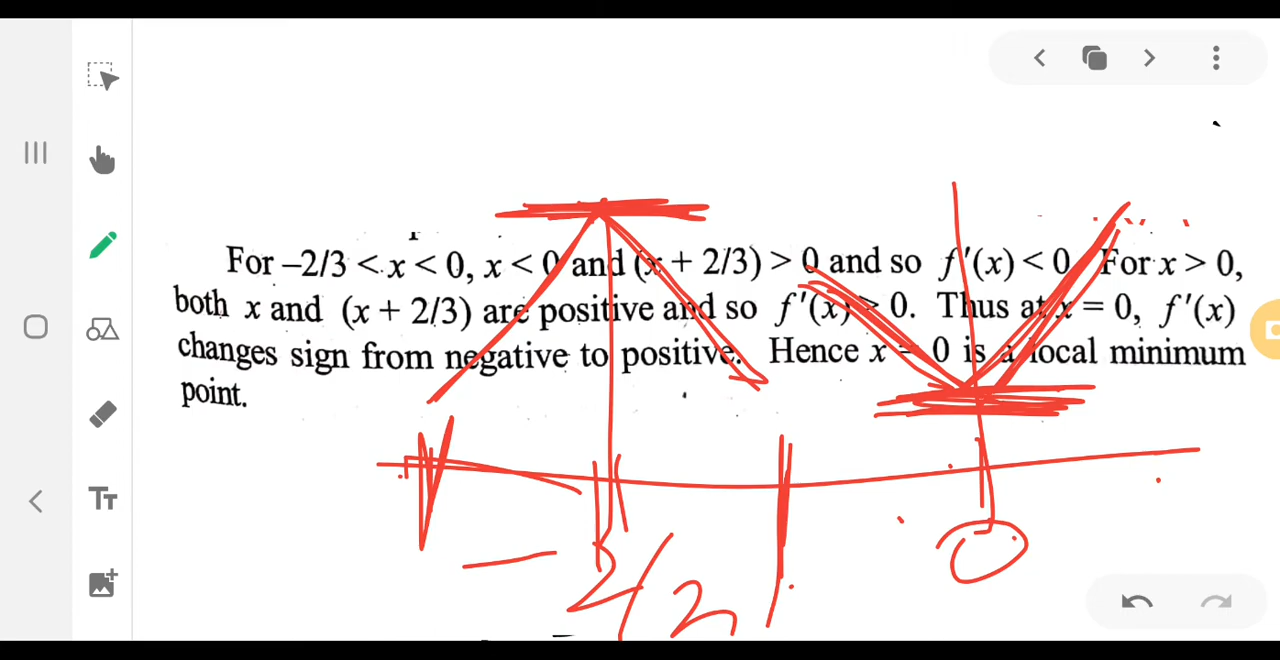 For –2/3 < x < 0, x < 0 and (x + 2/3) > 0 and so f'(x) < 0. For x > 0,
both x and (x + 2/3) are positive and so f'(x) > 0. Thus at x = 0, f'(x)
changes sign from negative to positive. Hence x = 0 is a local minimum
point.
0
TT